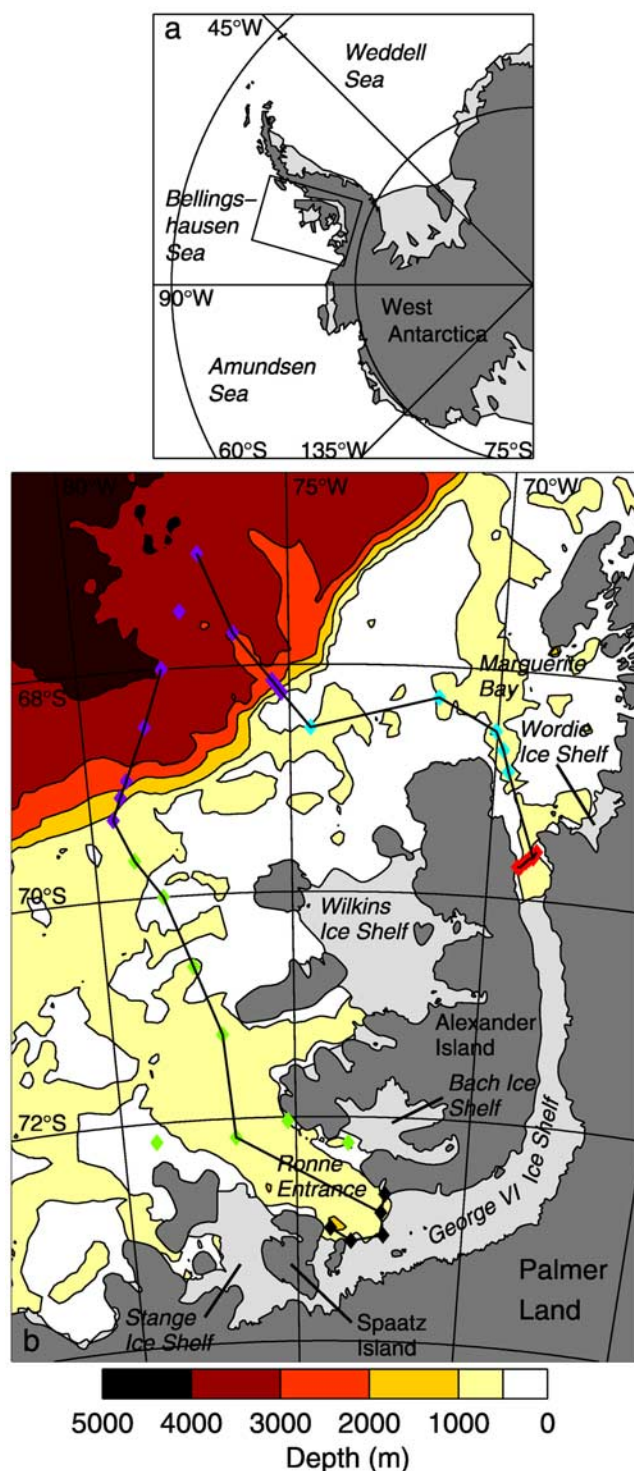 a
45°W
Weddell
Sea
Bellings–
hausen
Sea
90°W
West
Antarctica
Amundsen
Sea
60°S
135°W
75°S
80°W
75°W
70°W
68°S
Marguerite
Bay
Wordie
Ice Shelf
70°S
Wilkins
Ice Shelf
Alexander
Island
Bach Ice
Shelf
72°S
Ronne
Entrance
George VI Ice Shelf
Palmer
Land
Stange
Ice Shelf
Spaatz
Island
b
5000 4000 3000 2000 1000 0
Depth (m)